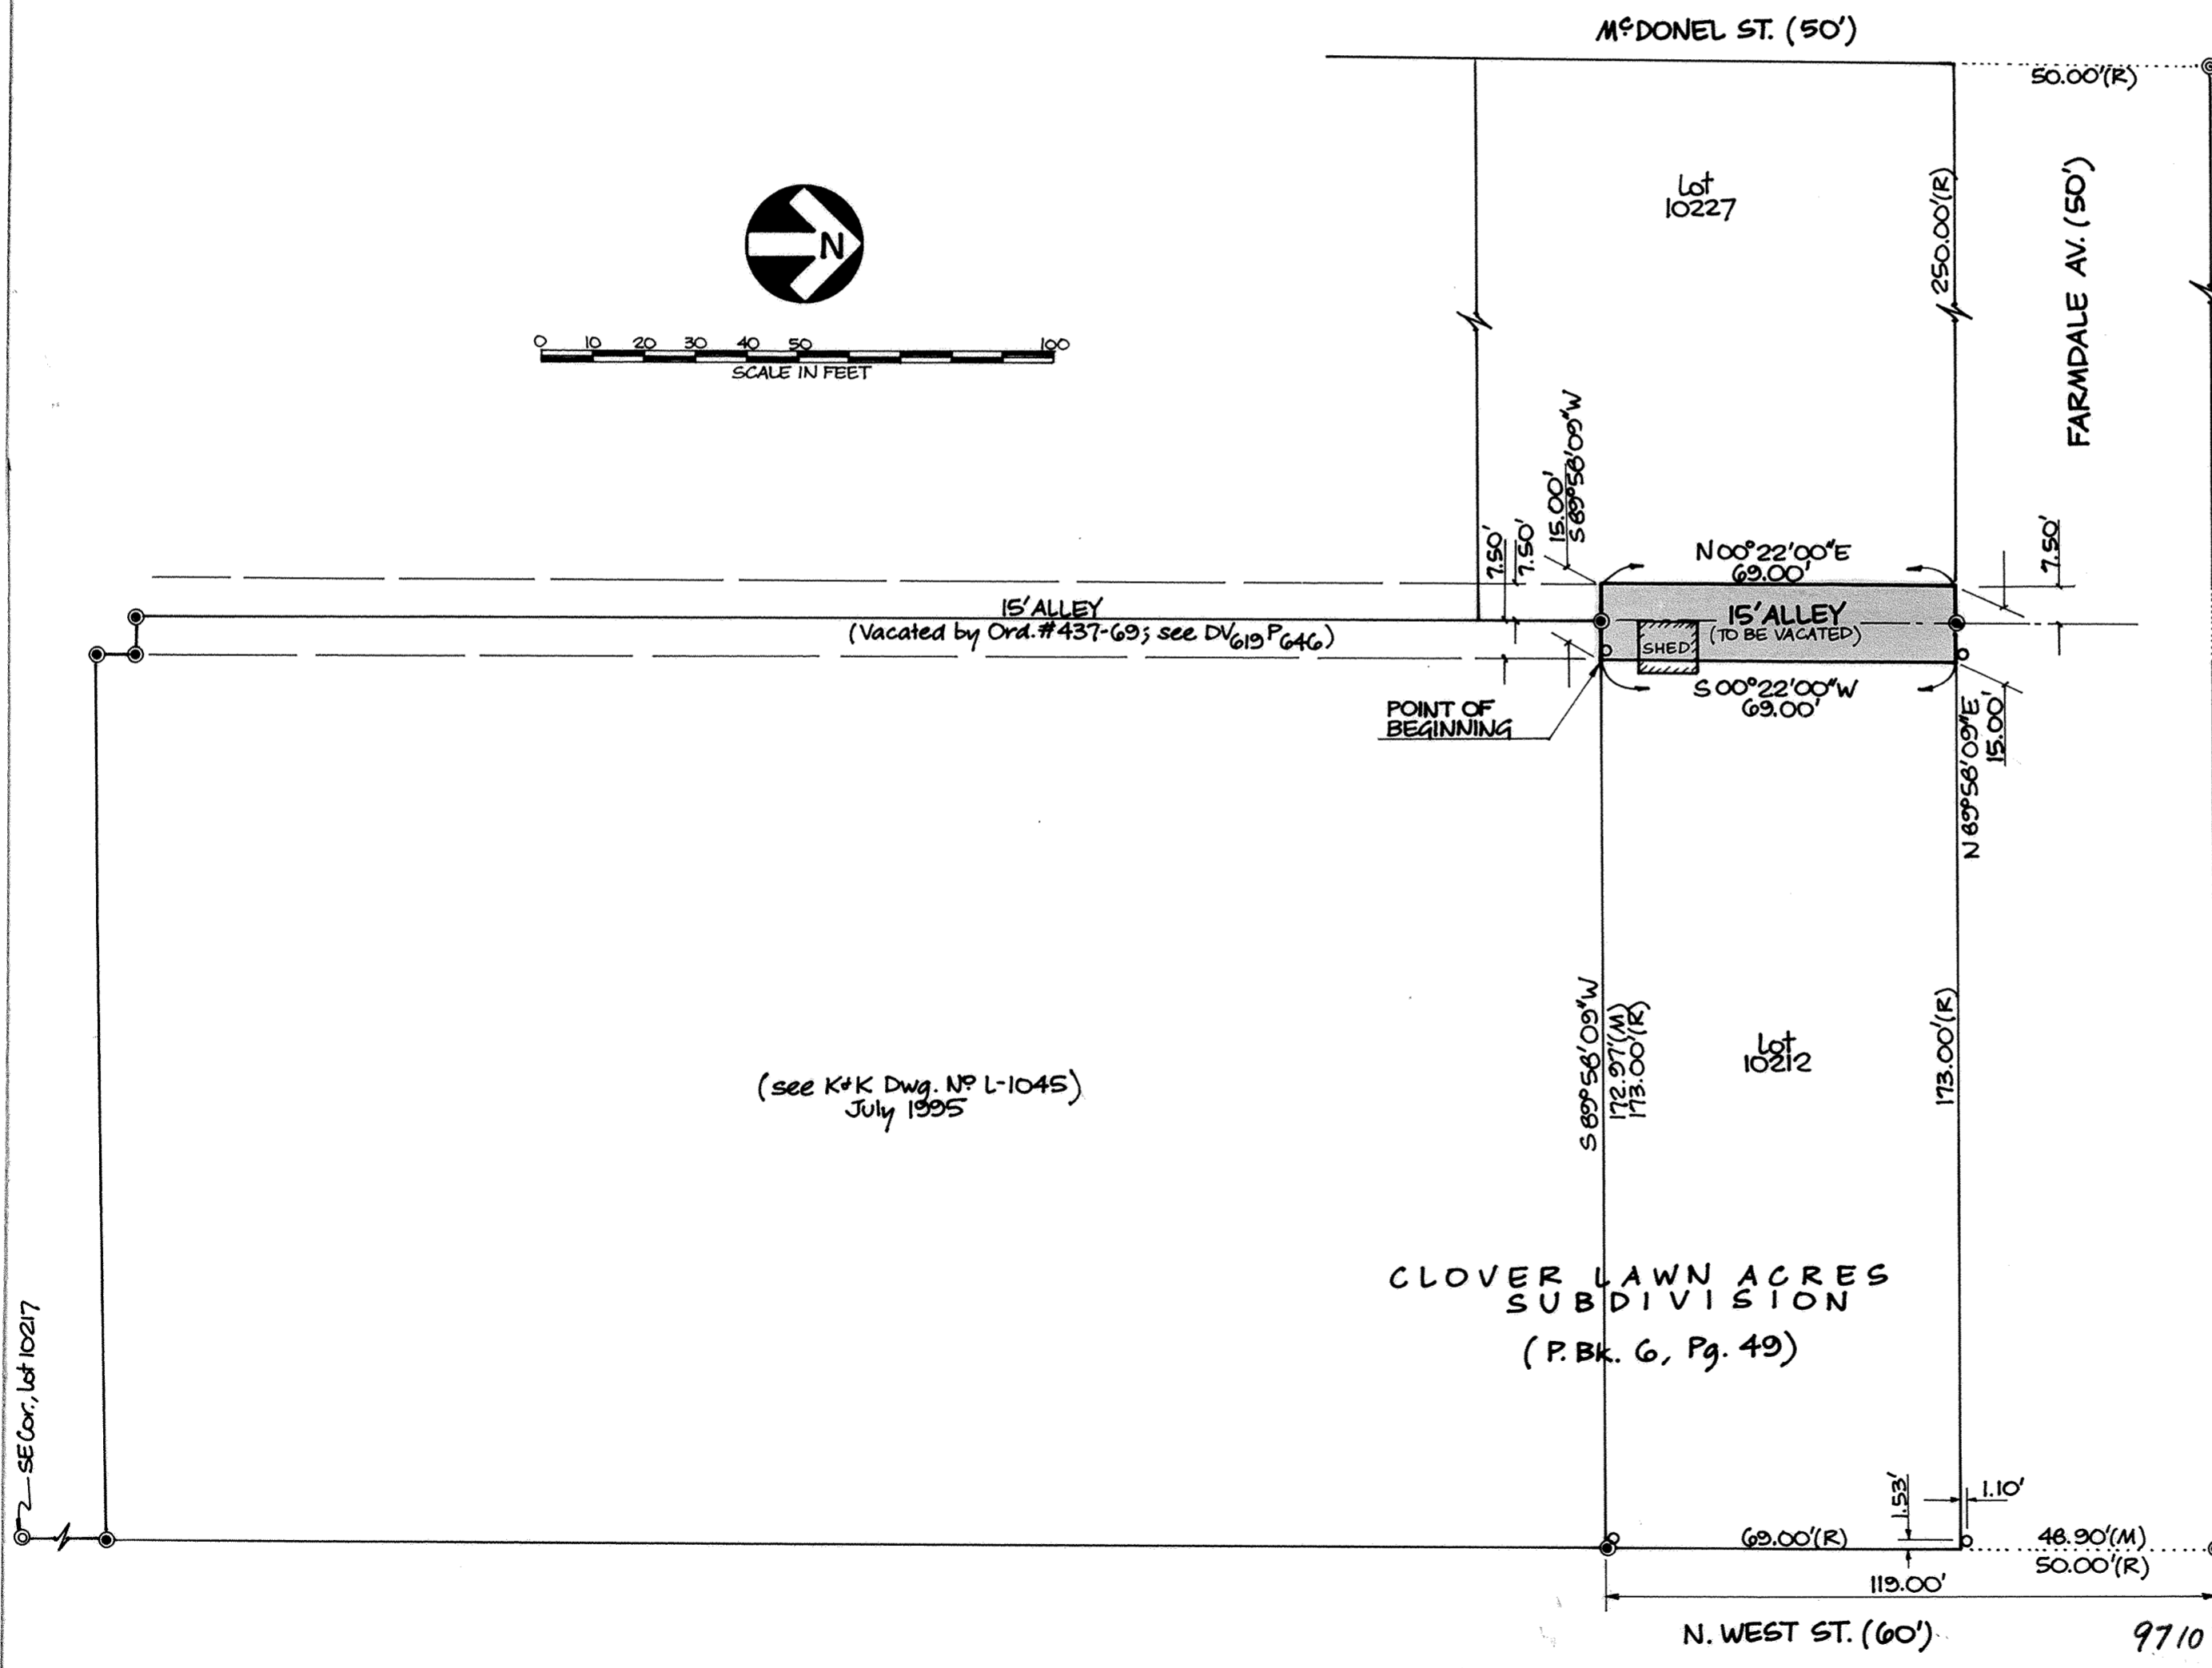 McDONEL ST. (50')
50.00'(R)
Lot
10227
250.00'(R)
FARMDALE AV. (50')
N
0 10 20 30 40 50 100
SCALE IN FEET
15.00'
S 89°58'09"W
7.50'
7.50'
N 00°22'00"E
69.00'
7.50'
15' ALLEY
(Vacated by Ord.#437-69; see DV619 P646)
15' ALLEY
(TO BE VACATED)
SHED
S 00°22'00"W
69.00'
POINT OF
BEGINNING
N 89°58'09"E
15.00'
S 89°58'09"W
172.97'(M)
173.00'(R)
Lot
10212
173.00'(R)
(see K&K Dwg. No L-1045)
July 1995
CLOVER LAWN ACRES
SUBDIVISION
(P. Bk. 6, Pg. 49)
SE Cor., Lot 10217
1.53'
1.10'
69.00'(R)
48.90'(M)
50.00'(R)
119.00'
N. WEST ST. (60')
9710